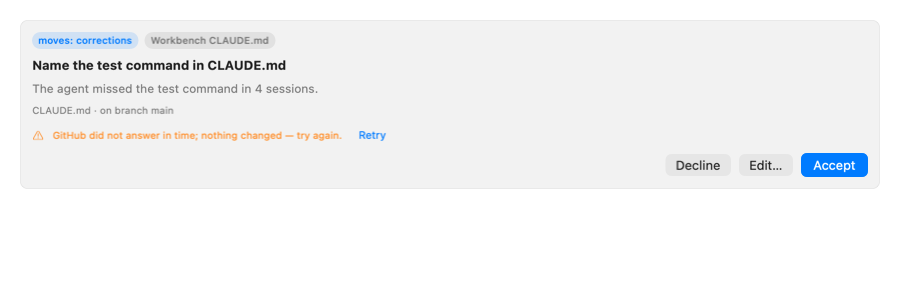 moves: corrections Workbench CLAUDE.md
Name the test command in CLAUDE.md
The agent missed the test command in 4 sessions.
CLAUDE.md · on branch main
GitHub did not answer in time; nothing changed — try again. Retry
Decline Edit... Accept